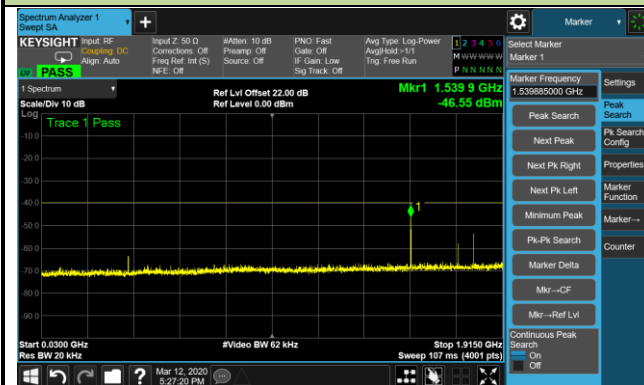 Spectrum Analyzer 1
Swept SA
+
Marker
KEYSIGHT
Input: RF
Coupling: DC
Align: Auto
Input Z: 50 Ω
Corrections: Off
Freq Ref: Int (S)
NFE: Off
#Atten: 10 dB
Preamp: Off
Source: Off
PNO: Fast
Gate: Off
IF Gain: Low
Sig Track: Off
Avg Type: Log-Power
Avg|Hold:>1/1
Trig: Free Run
1 2 3 4 5 6
M W W W W W
P N N N N N
LV PASS
Select Marker
Marker 1
1 Spectrum
Scale/Div 10 dB
Ref Lvl Offset 22.00 dB
Ref Level 0.00 dBm
Mkr1 1.539 9 GHz
-46.55 dBm
Log
Trace 1 Pass
-10.0
-20.0
-30.0
-40.0
-50.0
-60.0
-70.0
-80.0
-90.0
1
Start 0.0300 GHz
Res BW 20 kHz
#Video BW 62 kHz
Stop 1.9150 GHz
Sweep 107 ms (4001 pts)
Marker Frequency
1.539885000 GHz
Peak Search
Next Peak
Next Pk Right
Next Pk Left
Minimum Peak
Pk-Pk Search
Marker Delta
Mkr→CF
Mkr→Ref Lvl
Continuous Peak
Search
On
Off
Settings
Peak
Search
Pk Search
Config
Properties
Marker
Function
Marker→
Counter
?
Mar 12, 2020
5:27:20 PM